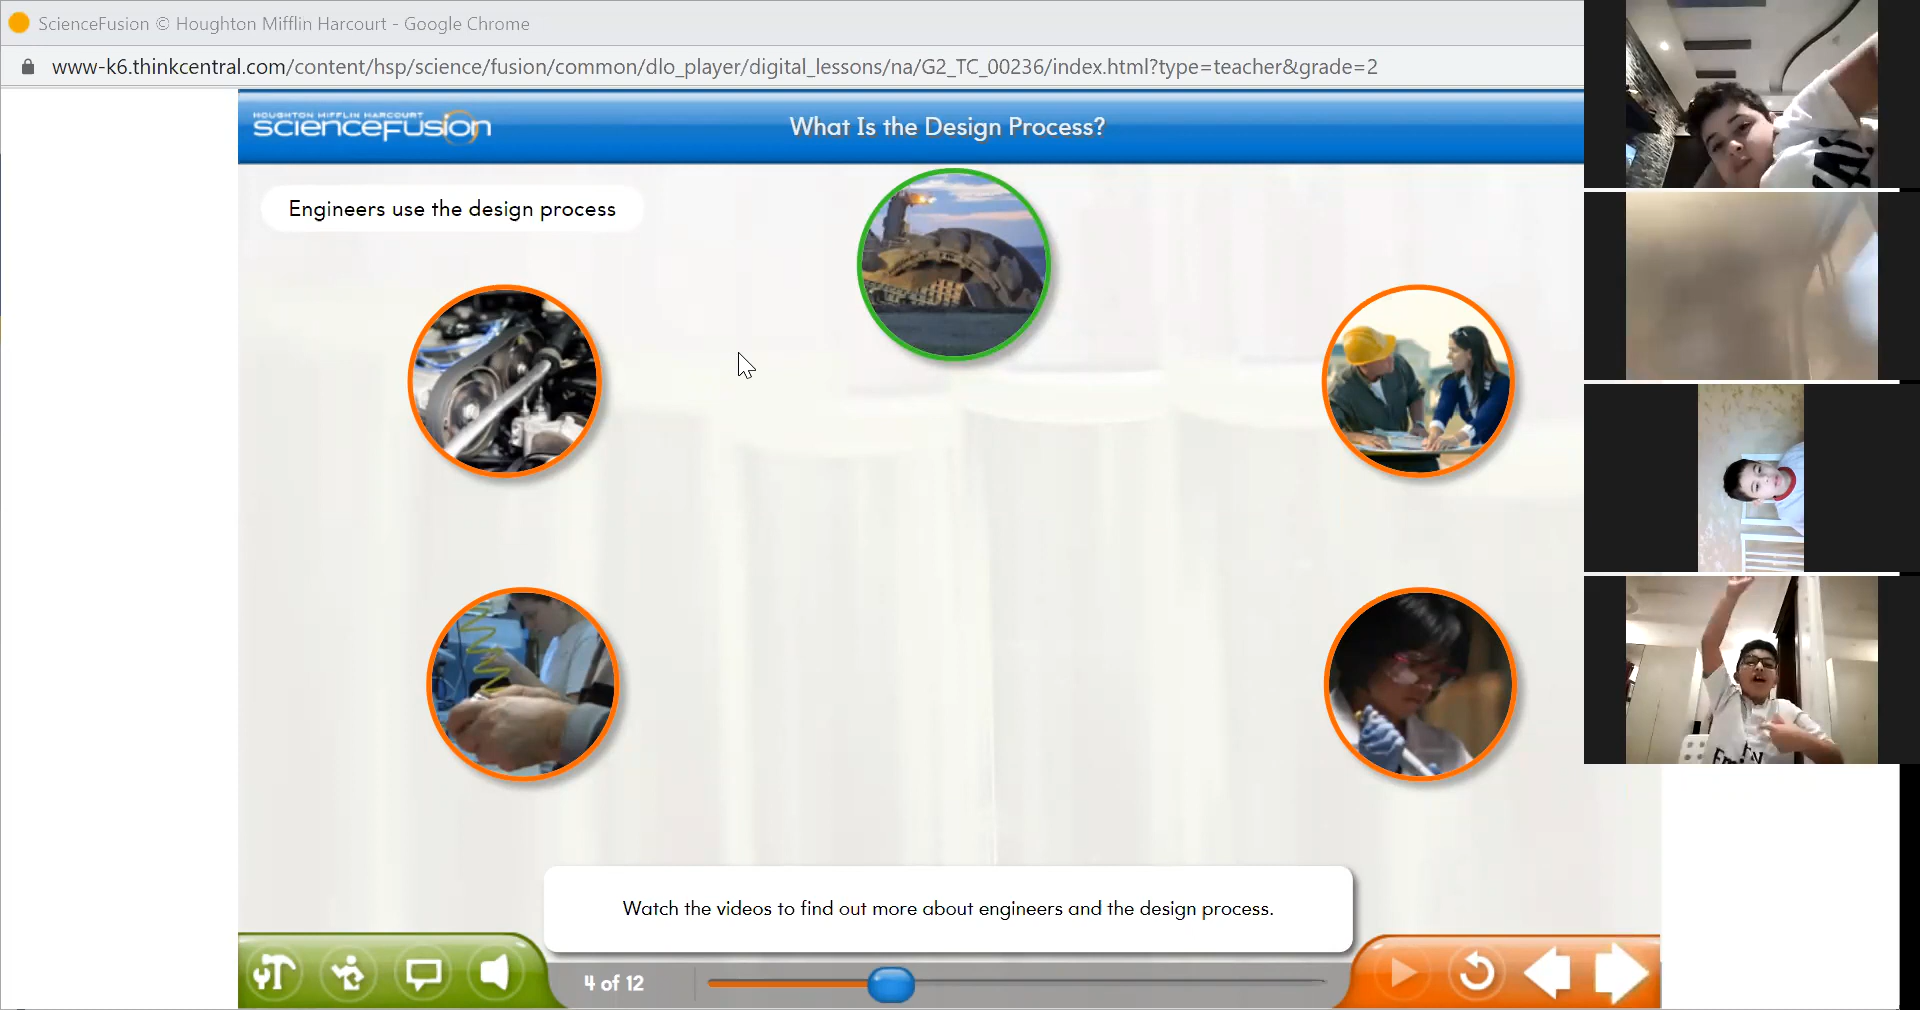 ScienceFusion © Houghton Mifflin Harcourt - Google Chrome
www-k6.thinkcentral.com/content/hsp/science/fusion/common/dlo_player/digital_lessons/na/G2_TC_00236/index.html?type=teacher&grade=2
HOUGHTON MIFFLIN HARCOURT
scienceFusion
What Is the Design Process?
Engineers use the design process
Watch the videos to find out more about engineers and the design process.
4 of 12